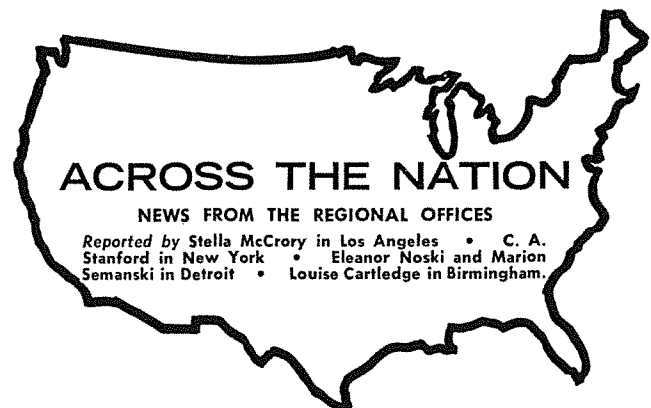 ACROSS THE NATION
NEWS FROM THE REGIONAL OFFICES
Reported by Stella McCrory in Los Angeles • C. A.
Stanford in New York • Eleanor Noski and Marion
Semanski in Detroit • Louise Cartledge in Birmingham.